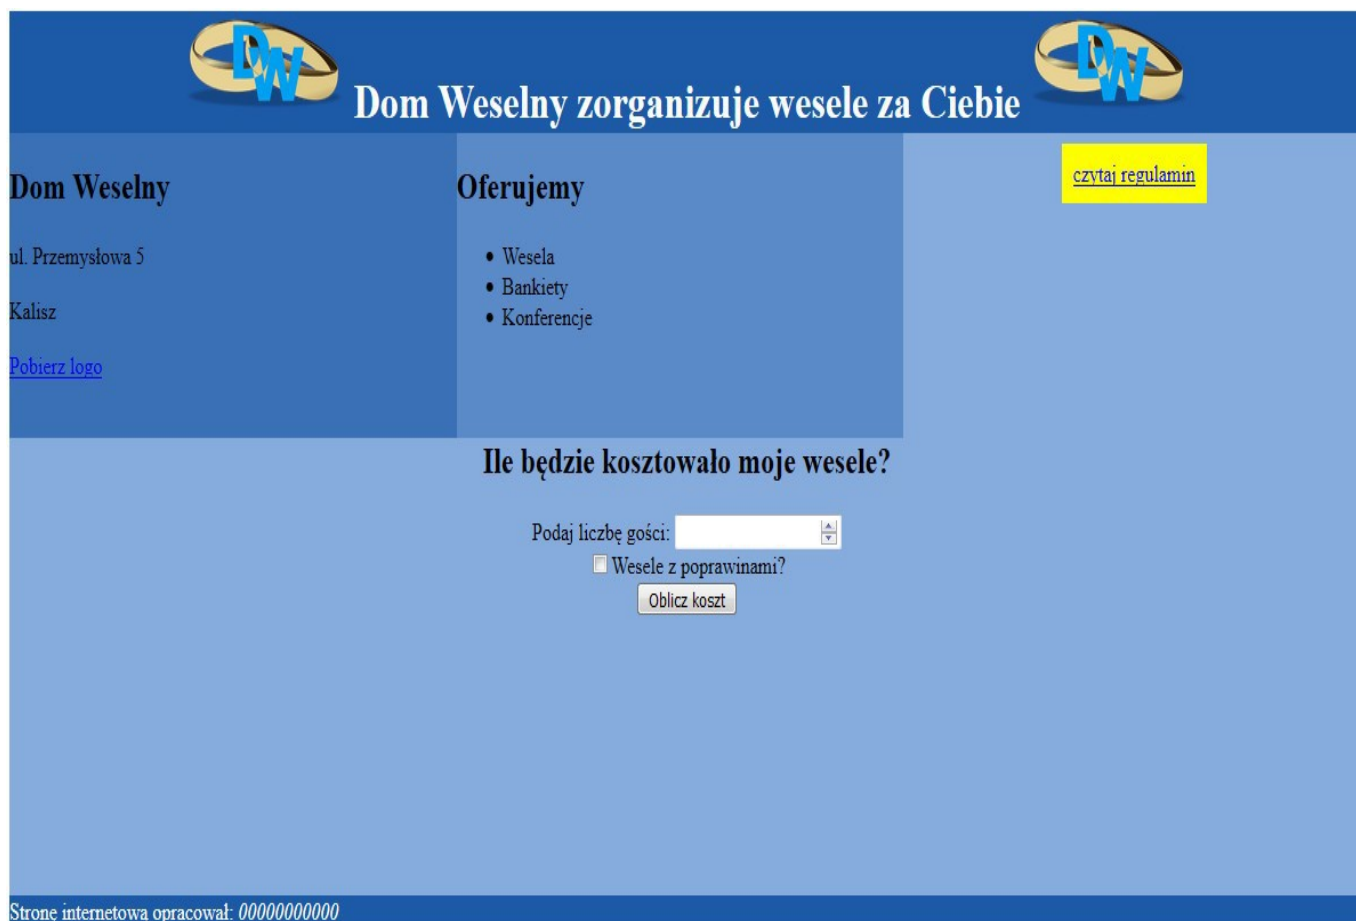 DW
Dom Weselny zorganizuje wesele za Ciebie
DW
Dom Weselny
ul. Przemysłowa 5
Kalisz
Pobierz logo
Oferujemy
Wesela
Bankiety
Konferencje
czytaj regulamin
Ile będzie kosztowało moje wesele?
Podaj liczbę gości:
Wesele z poprawinami?
Oblicz koszt
Stronę internetową opracował: 00000000000